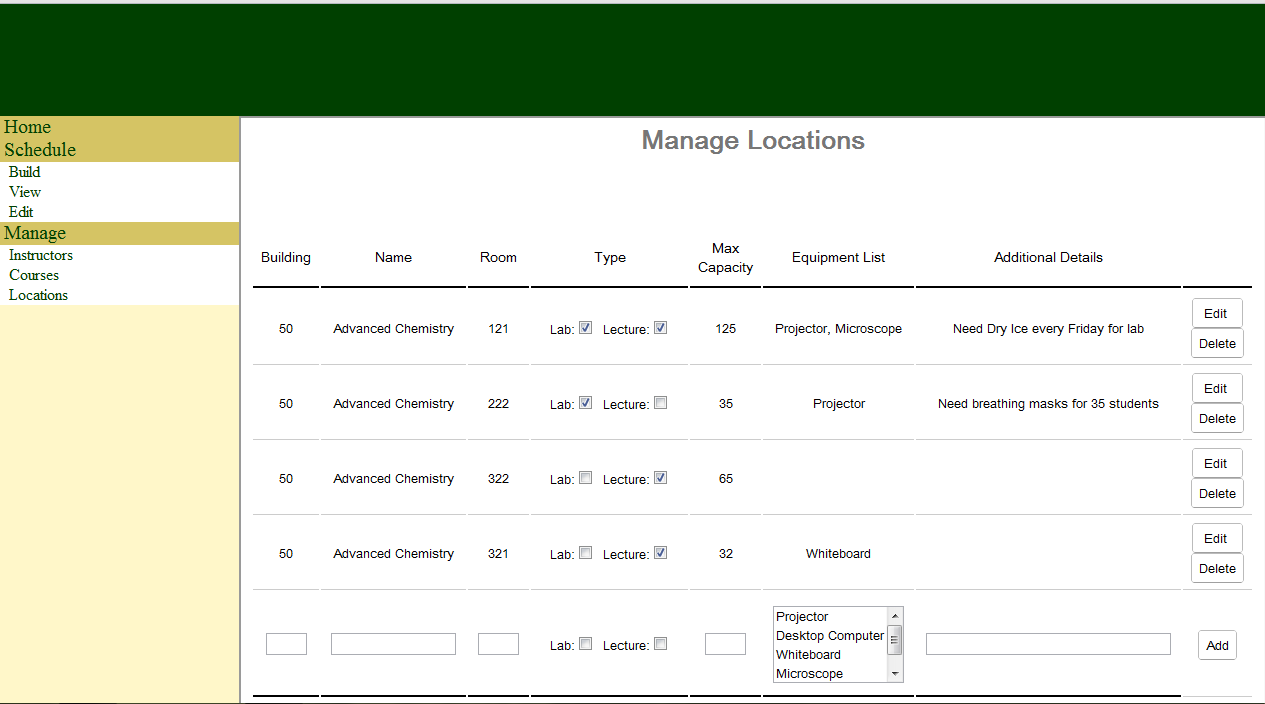 Home
Schedule
Build
View
Edit
Manage
Instructors
Courses
Locations
Manage Locations
Building Name Room Type Max Capacity Equipment List Additional Details
50 Advanced Chemistry 121 Lab: Lecture: 125 Projector, Microscope Need Dry Ice every Friday for lab Edit
Delete
50 Advanced Chemistry 222 Lab: Lecture: 35 Projector Need breathing masks for 35 students Edit
Delete
50 Advanced Chemistry 322 Lab: Lecture: 65 Edit
Delete
50 Advanced Chemistry 321 Lab: Lecture: 32 Whiteboard Edit
Delete
Projector
Desktop Computer
Lab: Lecture: Add
Whiteboard
Microscope